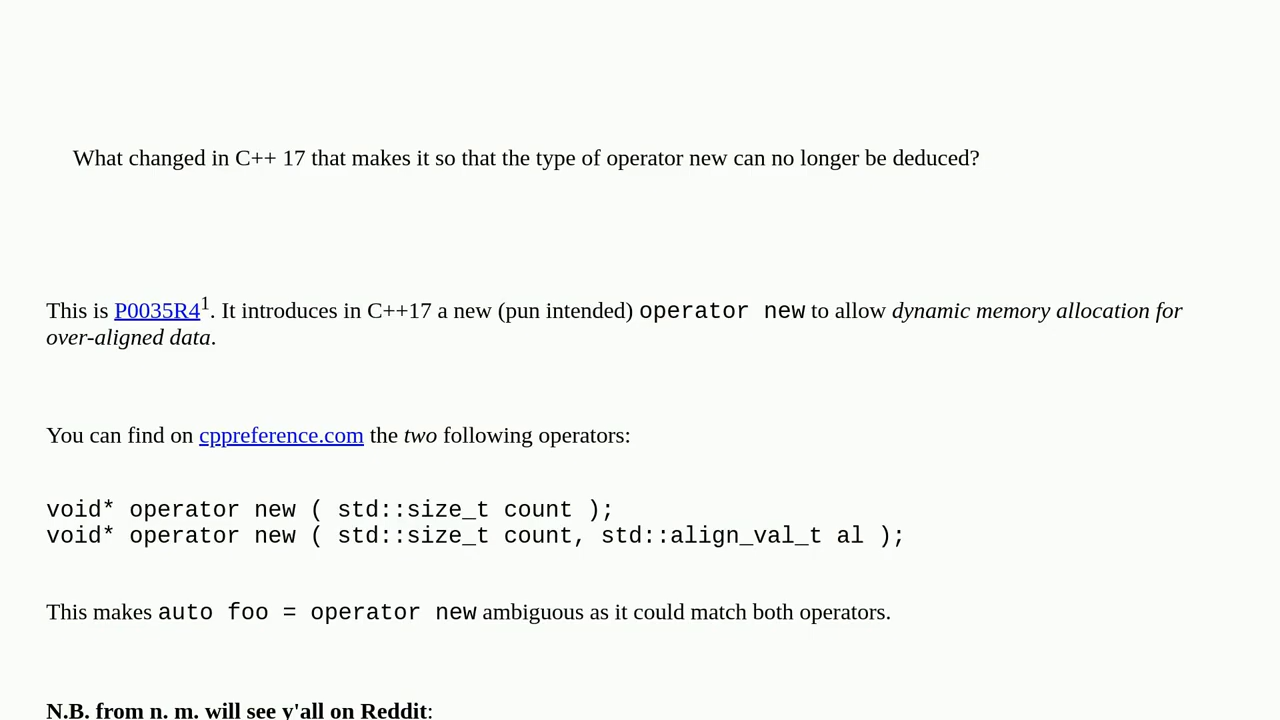 What changed in C++ 17 that makes it so that the type of operator new can no longer be deduced?
This is P0035R4¹. It introduces in C++17 a new (pun intended) operator new to allow dynamic memory allocation for
over-aligned data.
You can find on cppreference.com the two following operators:
void* operator new ( std::size_t count );
void* operator new ( std::size_t count, std::align_val_t al );
This makes auto foo = operator new ambiguous as it could match both operators.
N.B. from n. m. will see y'all on Reddit: